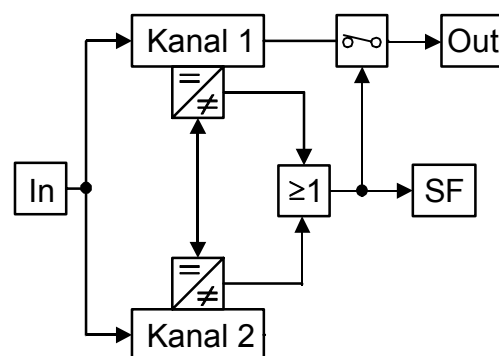 Kanal 1
Out
= ≠
In
≥1
SF
= ≠
Kanal 2